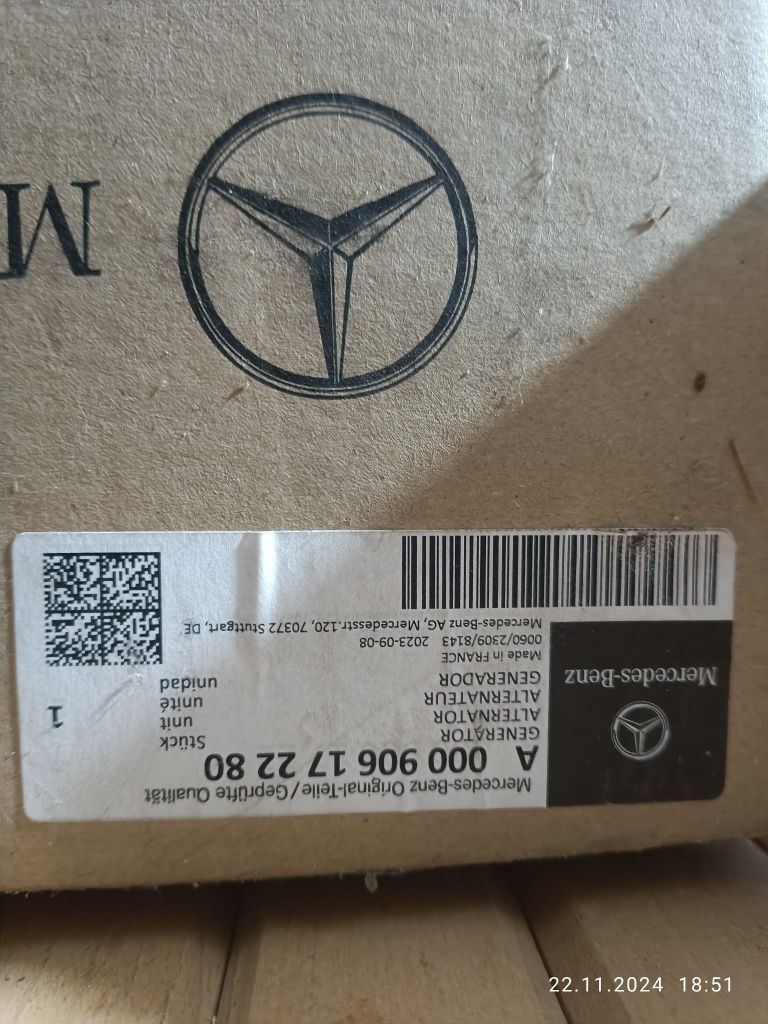 M
Mercedes-Benz Original-Teile/Geprüfte Qualität
A 000 906 17 22 80
GENERATOR Stück
ALTERNATOR unit 1
ALTERNATEUR unité
GENERADOR unidad
Made in FRANCE
0060/2309/8143 2023-09-08
Mercedes-Benz AG, Mercedesstr.120, 70372 Stuttgart, DE
Mercedes-Benz
22.11.2024 18:51